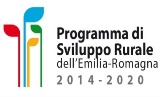 Programma di
Sviluppo Rurale
dell'Emilia-Romagna
2014-2020